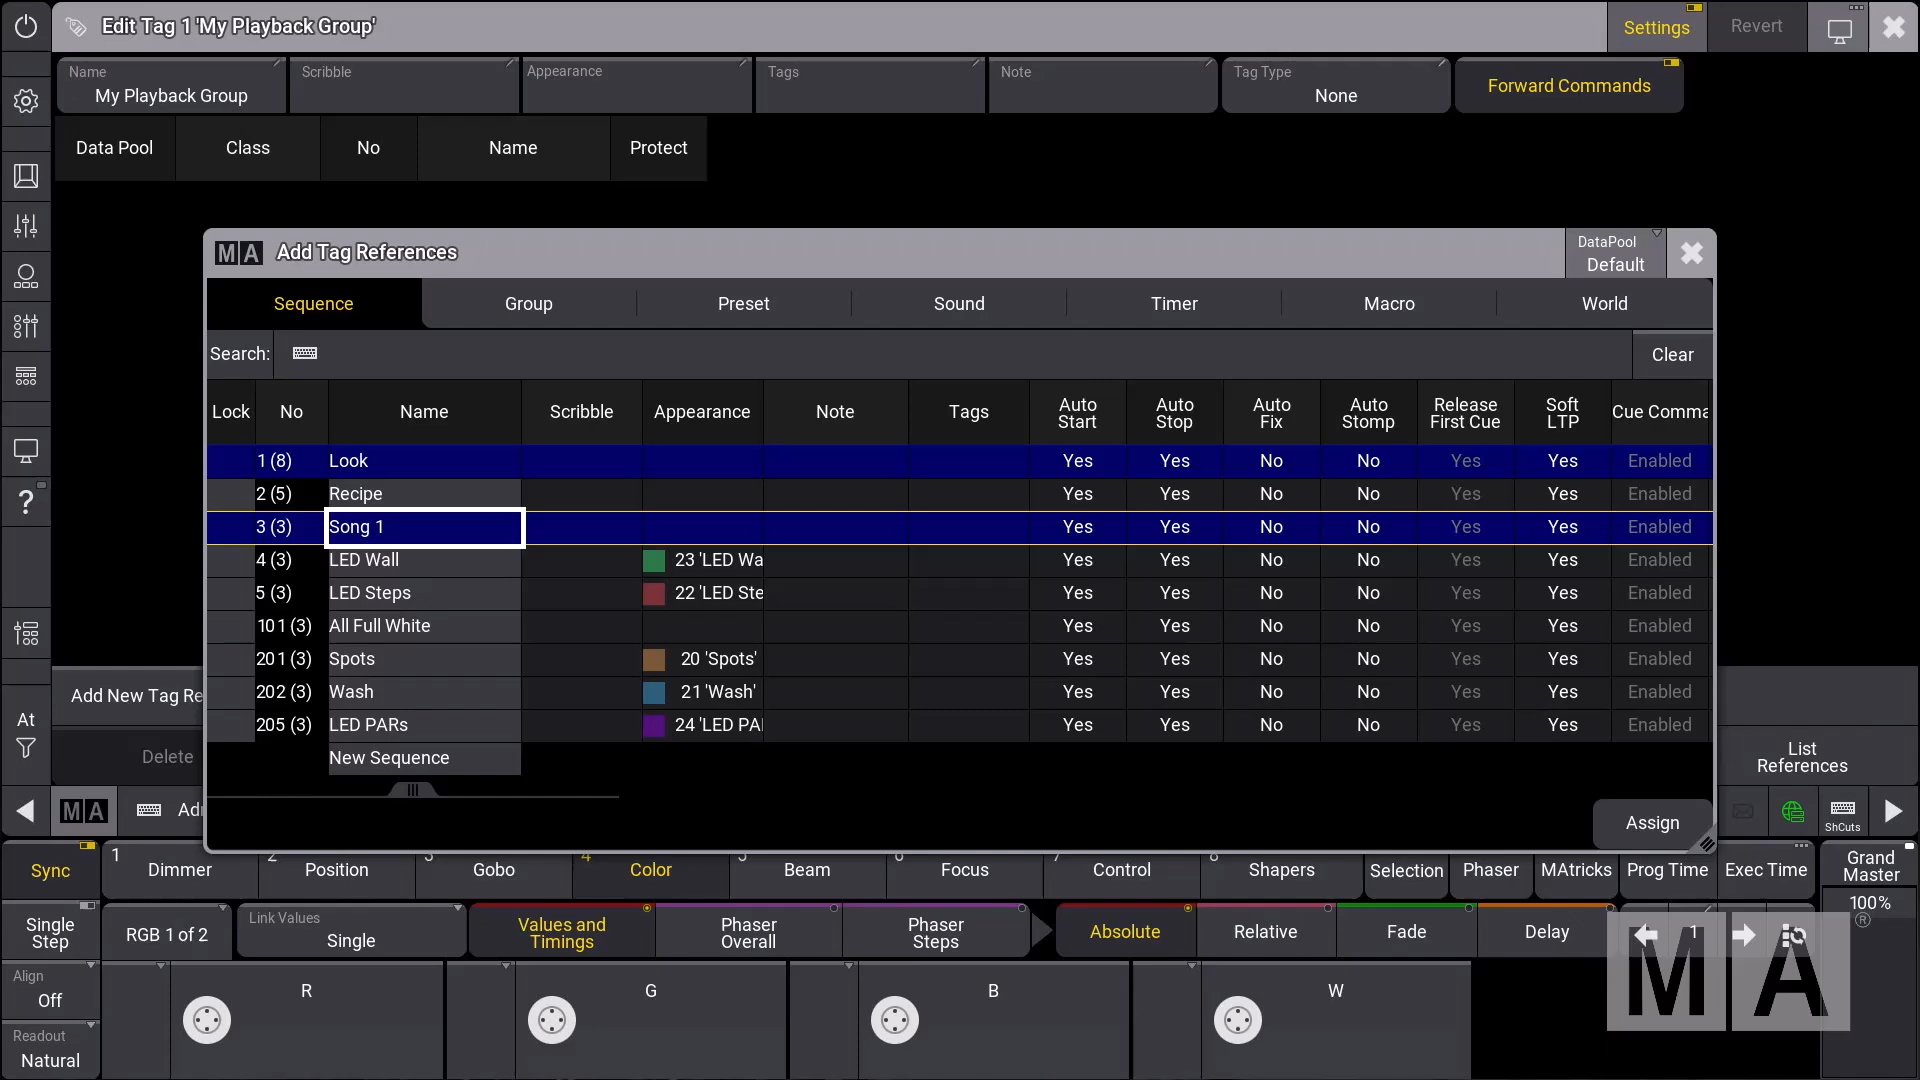 Edit Tag 1 'My Playback Group'
Settings
Revert
Name
My Playback Group
Scribble
Appearance
Tags
Note
Tag Type
None
Forward Commands
Data Pool
Class
No
Name
Protect
MA
Add Tag References
DataPool
Default
Sequence
Group
Preset
Sound
Timer
Macro
World
Search:
Clear
Lock No Name Scribble Appearance Note Tags Auto Start Auto Stop Auto Fix Auto Stomp Release First Cue Soft LTP Cue Comma
1 (8) Look Yes Yes No No Yes Yes Enabled
2 (5) Recipe Yes Yes No No Yes Yes Enabled
3 (3) Song 1 Yes Yes No No Yes Yes Enabled
4 (3) LED Wall 23 'LED Wa Yes Yes No No Yes Yes Enabled
5 (3) LED Steps 22 'LED Ste Yes Yes No No Yes Yes Enabled
101 (3) All Full White Yes Yes No No Yes Yes Enabled
201 (3) Spots 20 'Spots' Yes Yes No No Yes Yes Enabled
202 (3) Wash 21 'Wash' Yes Yes No No Yes Yes Enabled
205 (3) LED PARs 24 'LED PA Yes Yes No No Yes Yes Enabled
New Sequence
Assign
Add New Tag Re
Delete
List
References
At
MA
ShCuts
Sync
1 Dimmer
2 Position
3 Gobo
4 Color
5 Beam
6 Focus
7 Control
8 Shapers
Selection
Phaser
MAtricks
Prog Time
Exec Time
Grand
Master
100%
Single
Step
RGB 1 of 2
Link Values
Single
Values and
Timings
Phaser
Overall
Phaser
Steps
Absolute
Relative
Fade
Delay
1
MA
Align
Off
Readout
Natural
R
G
B
W